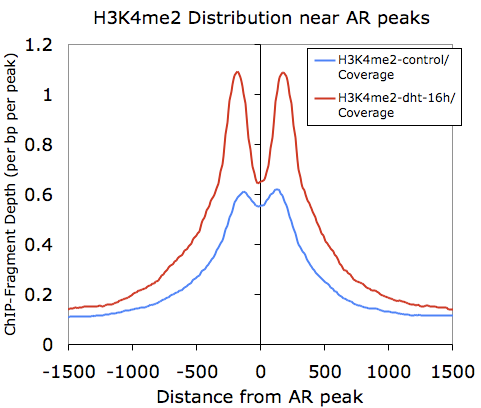 H3K4me2 Distribution near AR peaks
ChIP-Fragment Depth (per bp per peak)
1.2
1
0.8
0.6
0.4
0.2
0
H3K4me2-control/
Coverage
H3K4me2-dht-16h/
Coverage
-1500 -1000 -500 0 500 1000 1500
Distance from AR peak